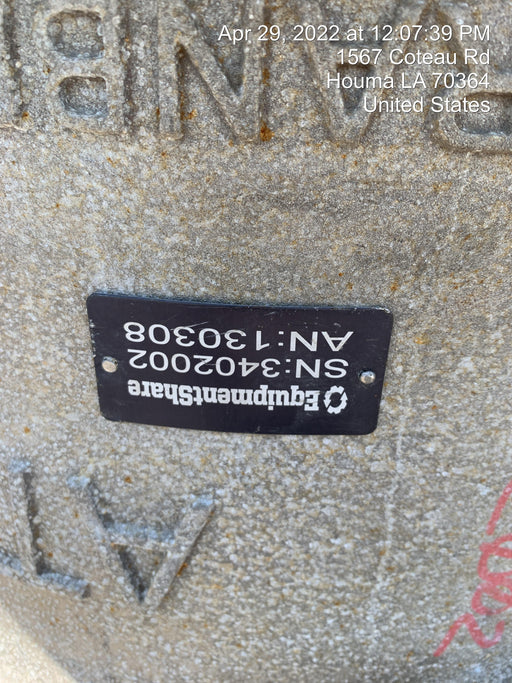 Apr 29, 2022 at 12:07:39 PM
1567 Coteau Rd
Houma LA 70364
United States
EquipmentShare
SN:3402002
AN:130308